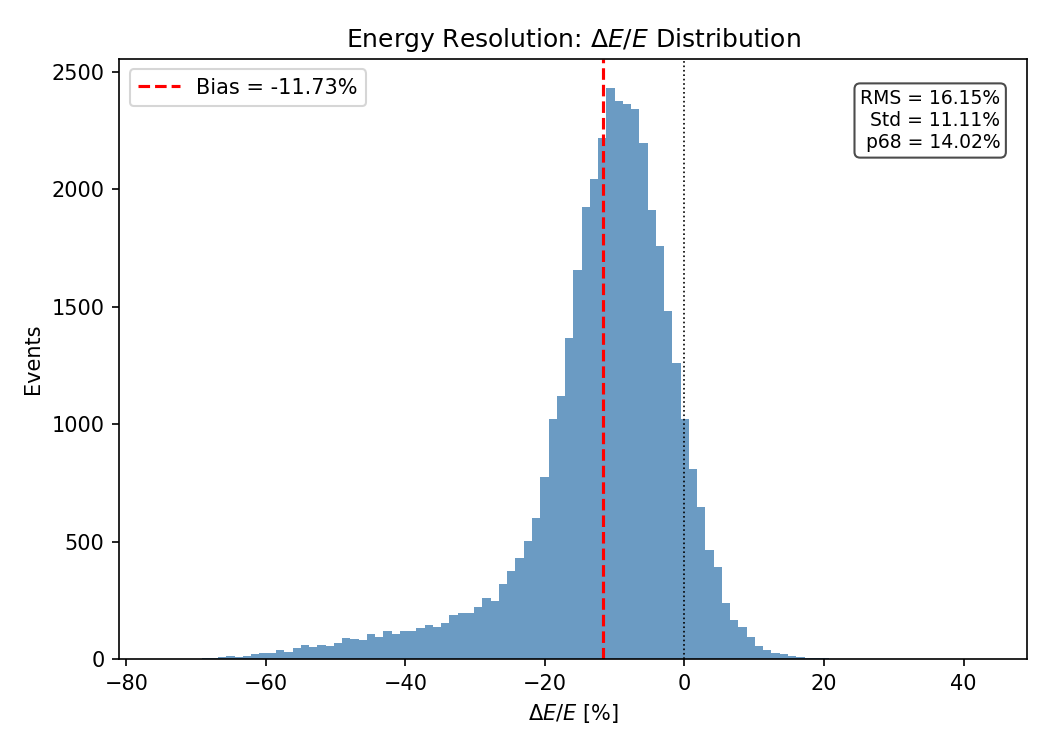 Energy Resolution: ΔE/E Distribution
Bias = -11.73%
RMS = 16.15%
Std = 11.11%
p68 = 14.02%
Events
2500
2000
1500
1000
500
0
−80 −60 −40 −20 0 20 40
ΔE/E [%]